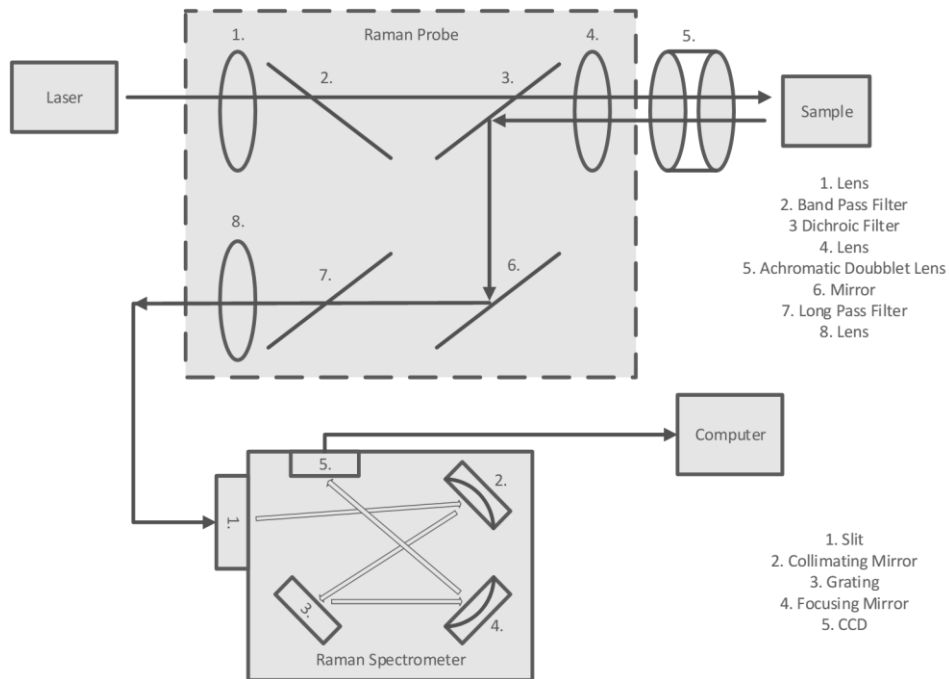 Raman Probe
1.
2.
3.
4.
5.
Laser
Sample
8.
7.
6.
1. Lens
2. Band Pass Filter
3 Dichroic Filter
4. Lens
5. Achromatic Doubblet Lens
6. Mirror
7. Long Pass Filter
8. Lens
Computer
5.
2.
1.
3.
4.
Raman Spectrometer
1. Slit
2. Collimating Mirror
3. Grating
4. Focusing Mirror
5. CCD